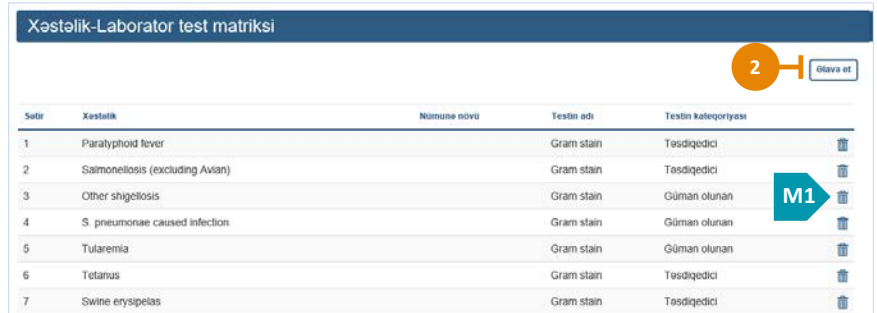 Xəstəlik-Laborator test matriksi
2 Əlavə et
Sətir Xəstəlik Nümunə növü Testin adı Testin kateqoriyası
1 Paratyphoid fever Gram stain Təsdiqedici
2 Salmonellosis (excluding Avian) Gram stain Təsdiqedici
3 Other shigellosis Gram stain Güman olunan M1
4 S. pneumonae caused infection Gram stain Güman olunan
5 Tularemia Gram stain Güman olunan
6 Tetanus Gram stain Təsdiqedici
7 Swine erysipelas Gram stain Təsdiqedici